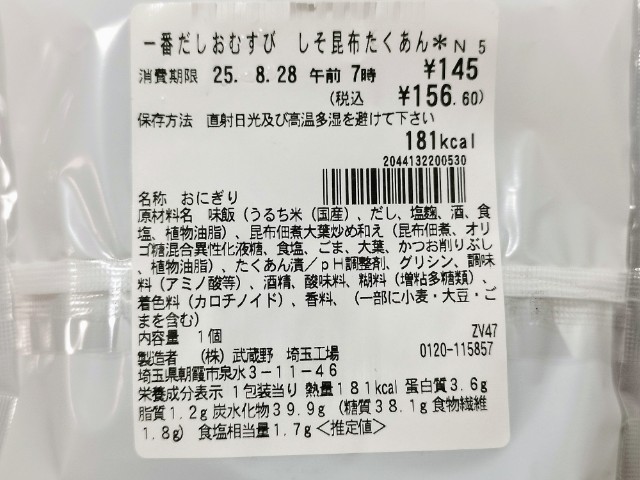 一番だしおむすび しそ昆布たくあん＊N 5
消費期限 25. 8.28 午前 7時 ¥145
(税込 ¥156.60)
保存方法 直射日光及び高温多湿を避けて下さい
181kcal
2044132200530
名称 おにぎり
原材料名 味飯（うるち米（国産）、だし、塩麹、酒、食
塩、植物油脂）、昆布佃煮大葉炒め和え（昆布佃煮、オリ
ゴ糖混合異性化液糖、食塩、ごま、大葉、かつお削りぶし
、植物油脂）、たくあん漬／pH調整剤、グリシン、調味
料（アミノ酸等）、酒精、酸味料、糊料（増粘多糖類）、
着色料（カロチノイド）、香料、（一部に小麦・大豆・ご
まを含む）
内容量 1個 ZV47
製造者 （株）武蔵野 埼玉工場 0120-115857
埼玉県朝霞市泉水3－11－46
栄養成分表示 1包装当り 熱量181kcal 蛋白質3.6g
脂質1.2g 炭水化物39.9g （糖質38.1g 食物繊維
1.8g） 食塩相当量1.7g＜推定値＞